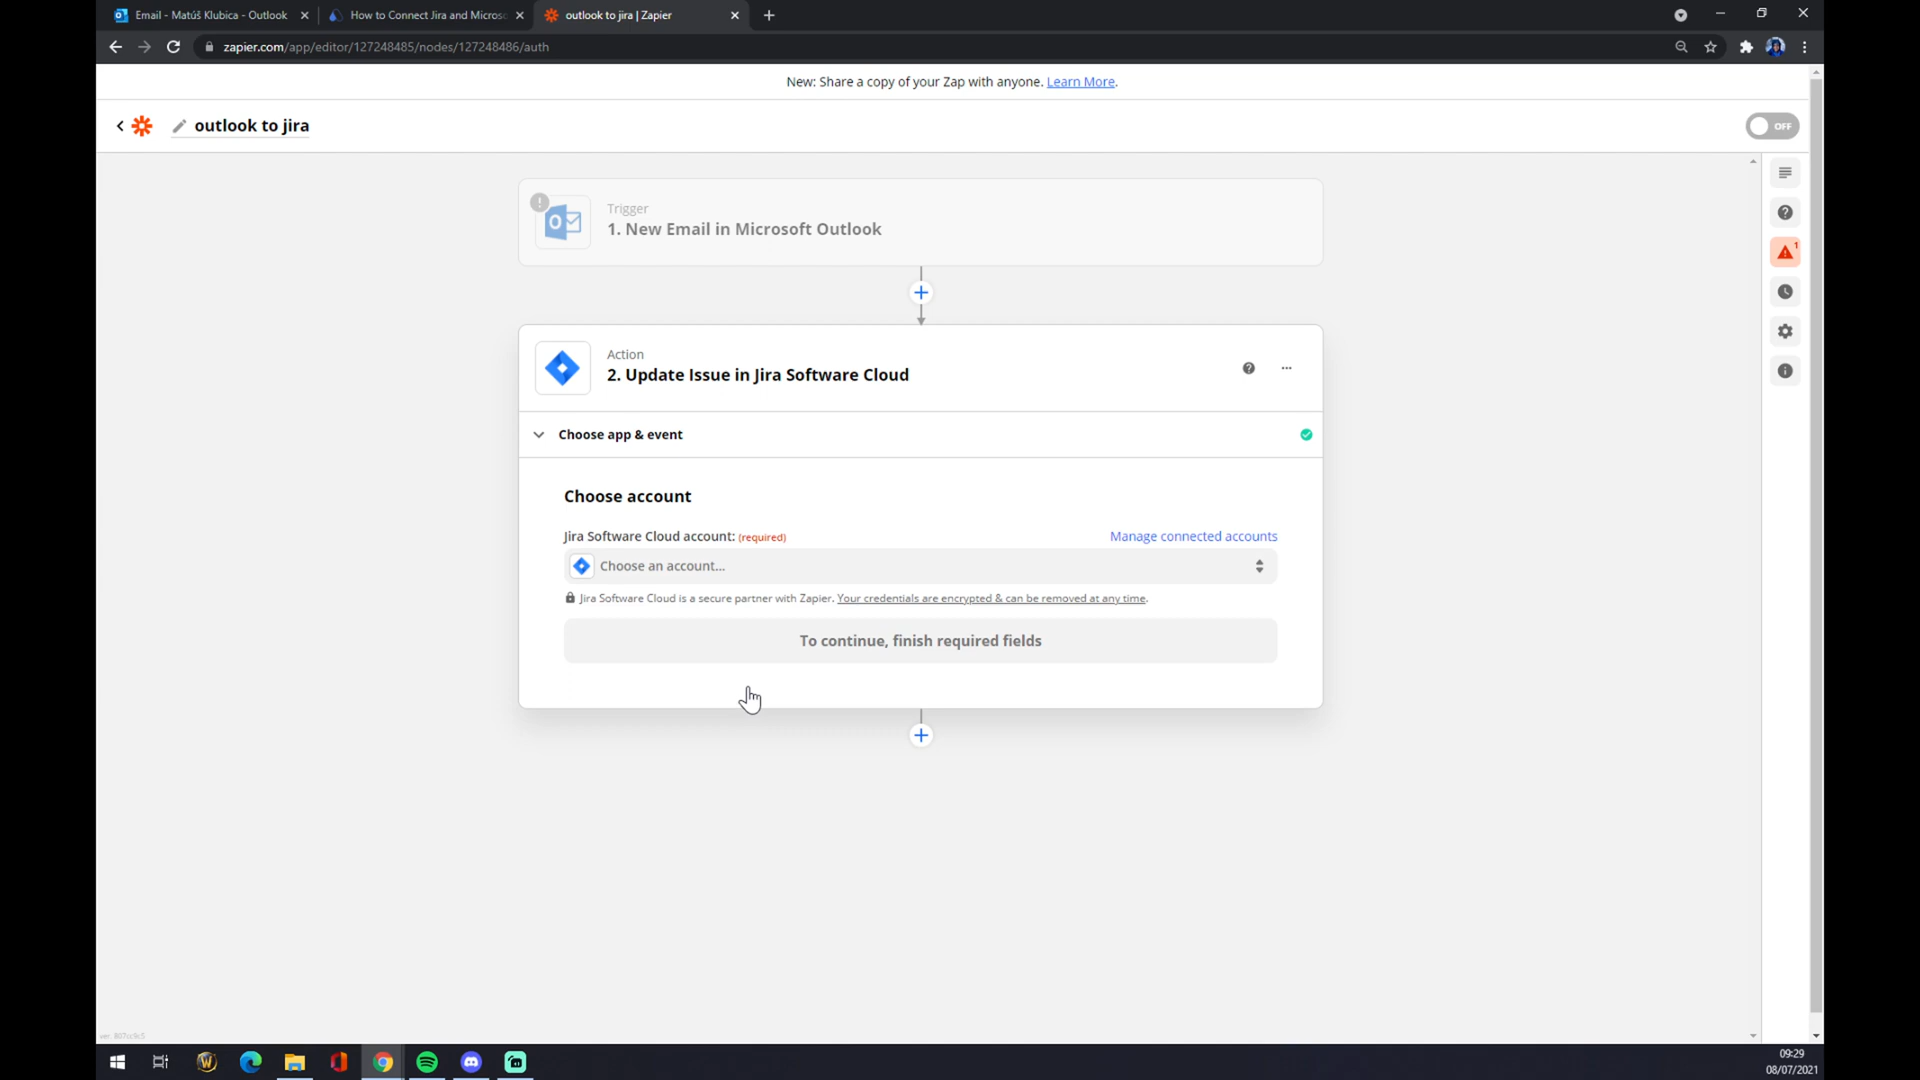 Email - Matúš Klubica - Outlook
How to Connect Jira and Micros
outlook to jira | Zapier
zapier.com/app/editor/127248485/nodes/127248486/auth
New: Share a copy of your Zap with anyone. Learn More.
outlook to jira
OFF
Trigger
1. New Email in Microsoft Outlook
1
Action
2. Update Issue in Jira Software Cloud
Choose app & event
Choose account
Jira Software Cloud account: (required)
Manage connected accounts
Choose an account...
Jira Software Cloud is a secure partner with Zapier. Your credentials are encrypted & can be removed at any time.
To continue, finish required fields
09:29
08/07/2021